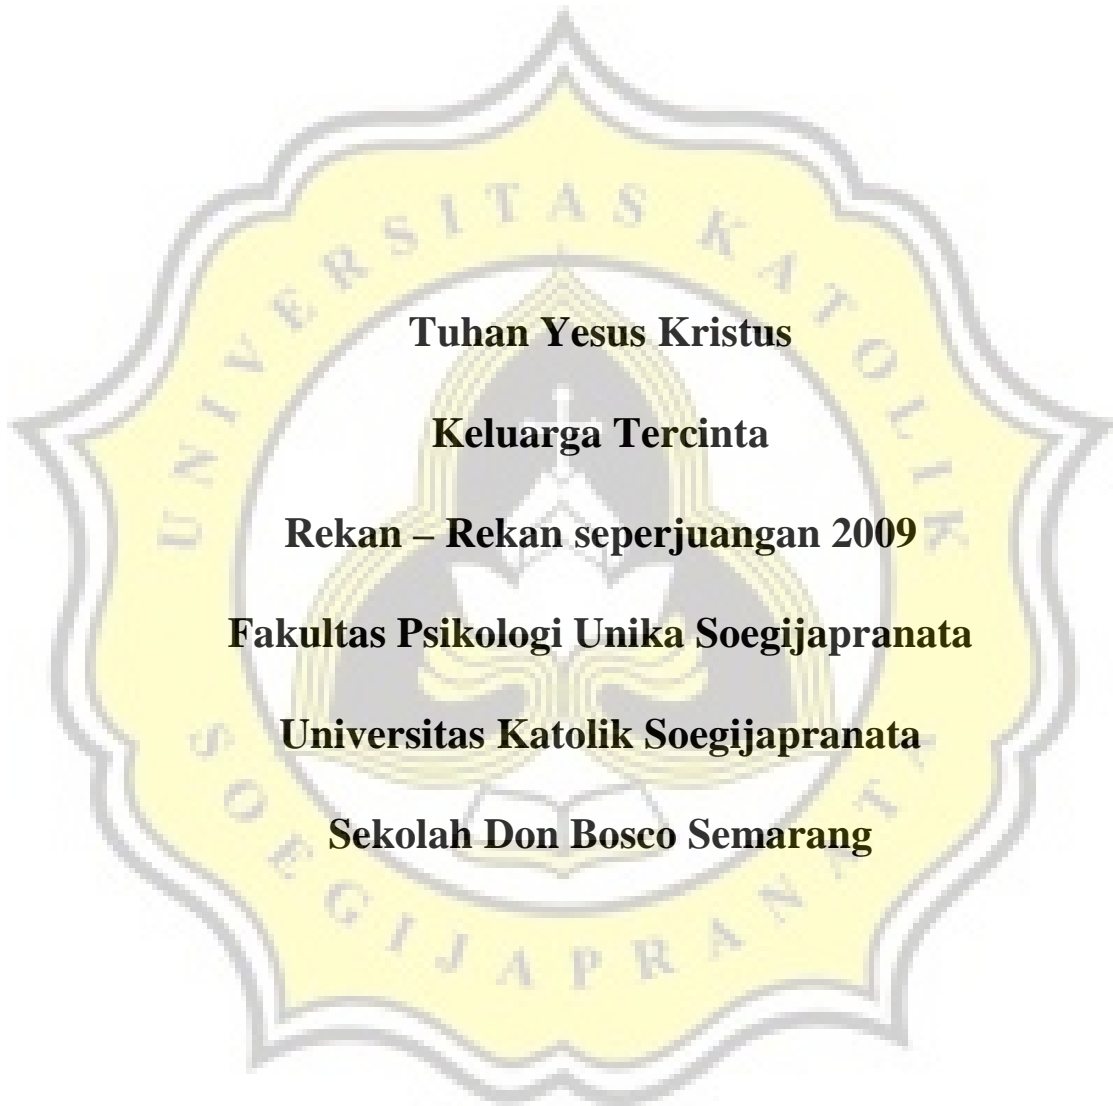 UNIVERSITAS KATOLIK
Tuhan Yesus Kristus
Keluarga Tercinta
Rekan – Rekan seperjuangan 2009
Fakultas Psikologi Unika Soegijapranata
Universitas Katolik Soegijapranata
Sekolah Don Bosco Semarang
SOEGIJAPRANATA